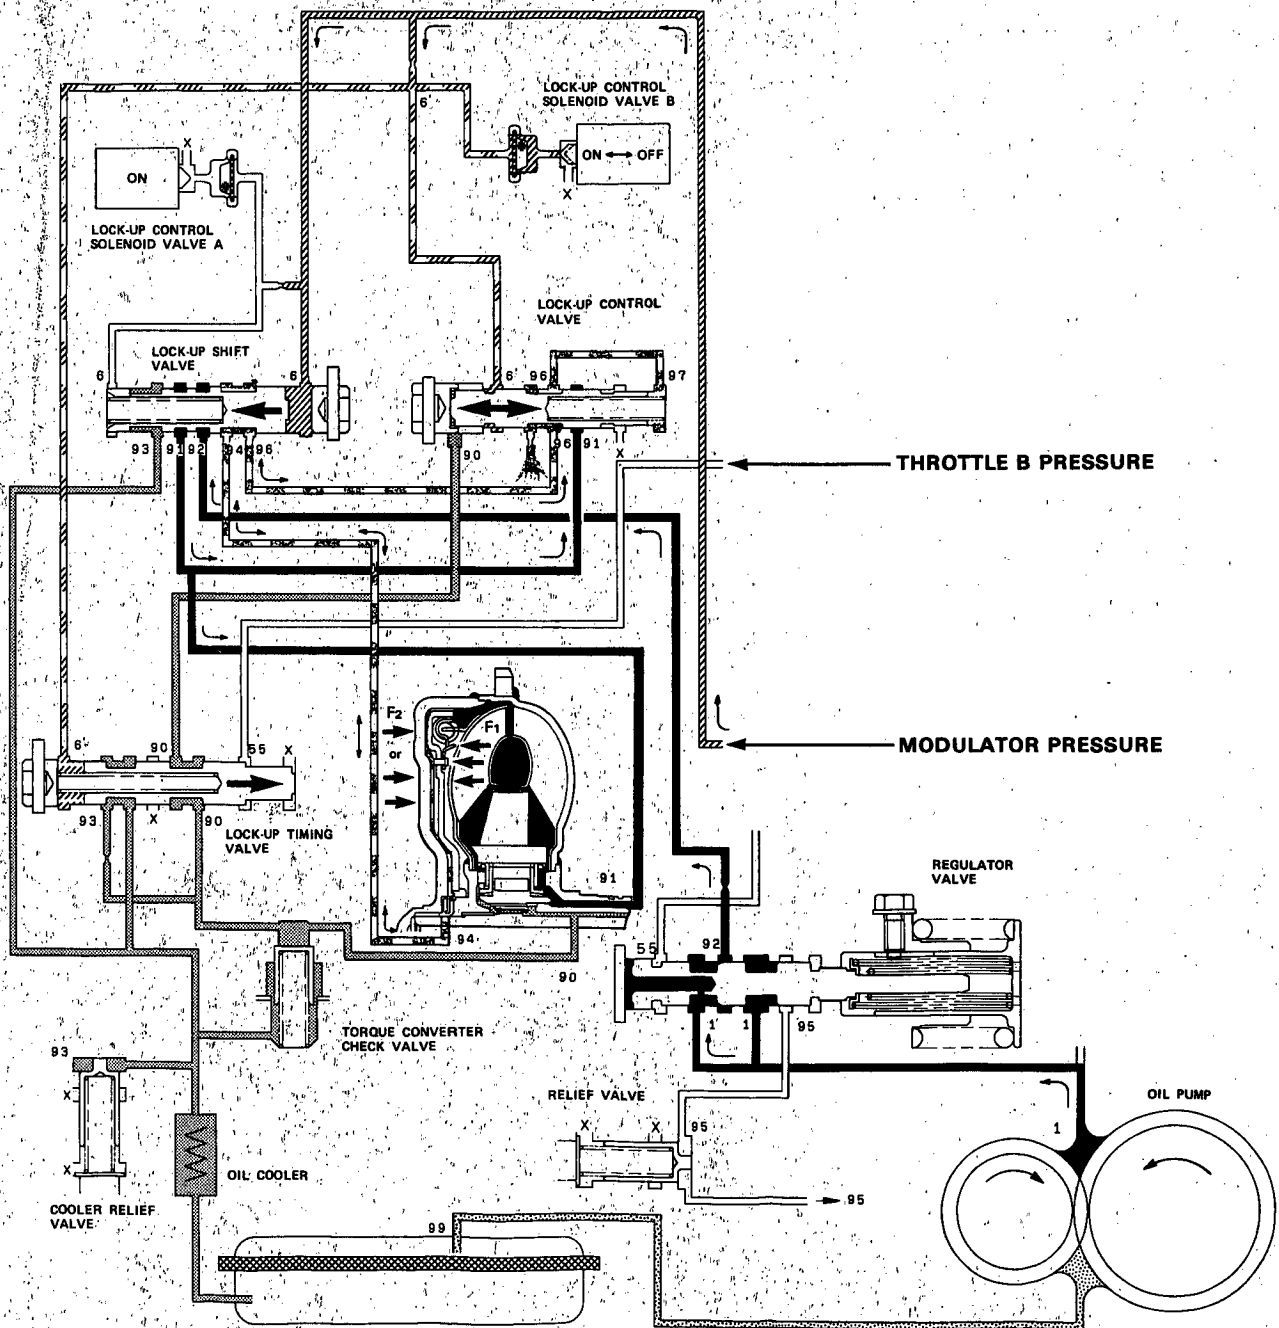 LOCK-UP CONTROL
SOLENOID VALVE B
6'
X
ON
ON OFF
X
LOCK-UP CONTROL
SOLENOID VALVE A
LOCK-UP CONTROL
VALVE
LOCK-UP SHIFT
VALVE
6 6 6' 96 97
93 91 92 94 96 90 96 91 X
THROTTLE B PRESSURE
F2 F1
or
MODULATOR PRESSURE
6' 90 55 X
93 X 90
LOCK-UP TIMING
VALVE
REGULATOR
VALVE
91
94
55 92
90
1' 1 95
TORQUE CONVERTER
CHECK VALVE
93
X
RELIEF VALVE
OIL PUMP
X X 95
1
X
OIL COOLER
95
COOLER RELIEF
VALVE
99